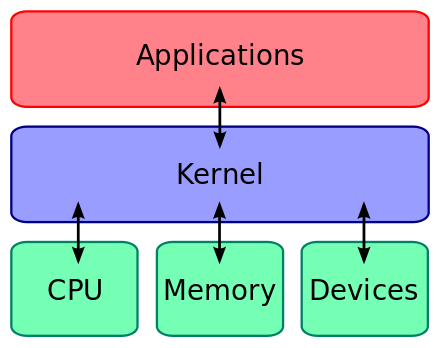 Applications
Kernel
CPU
Memory
Devices